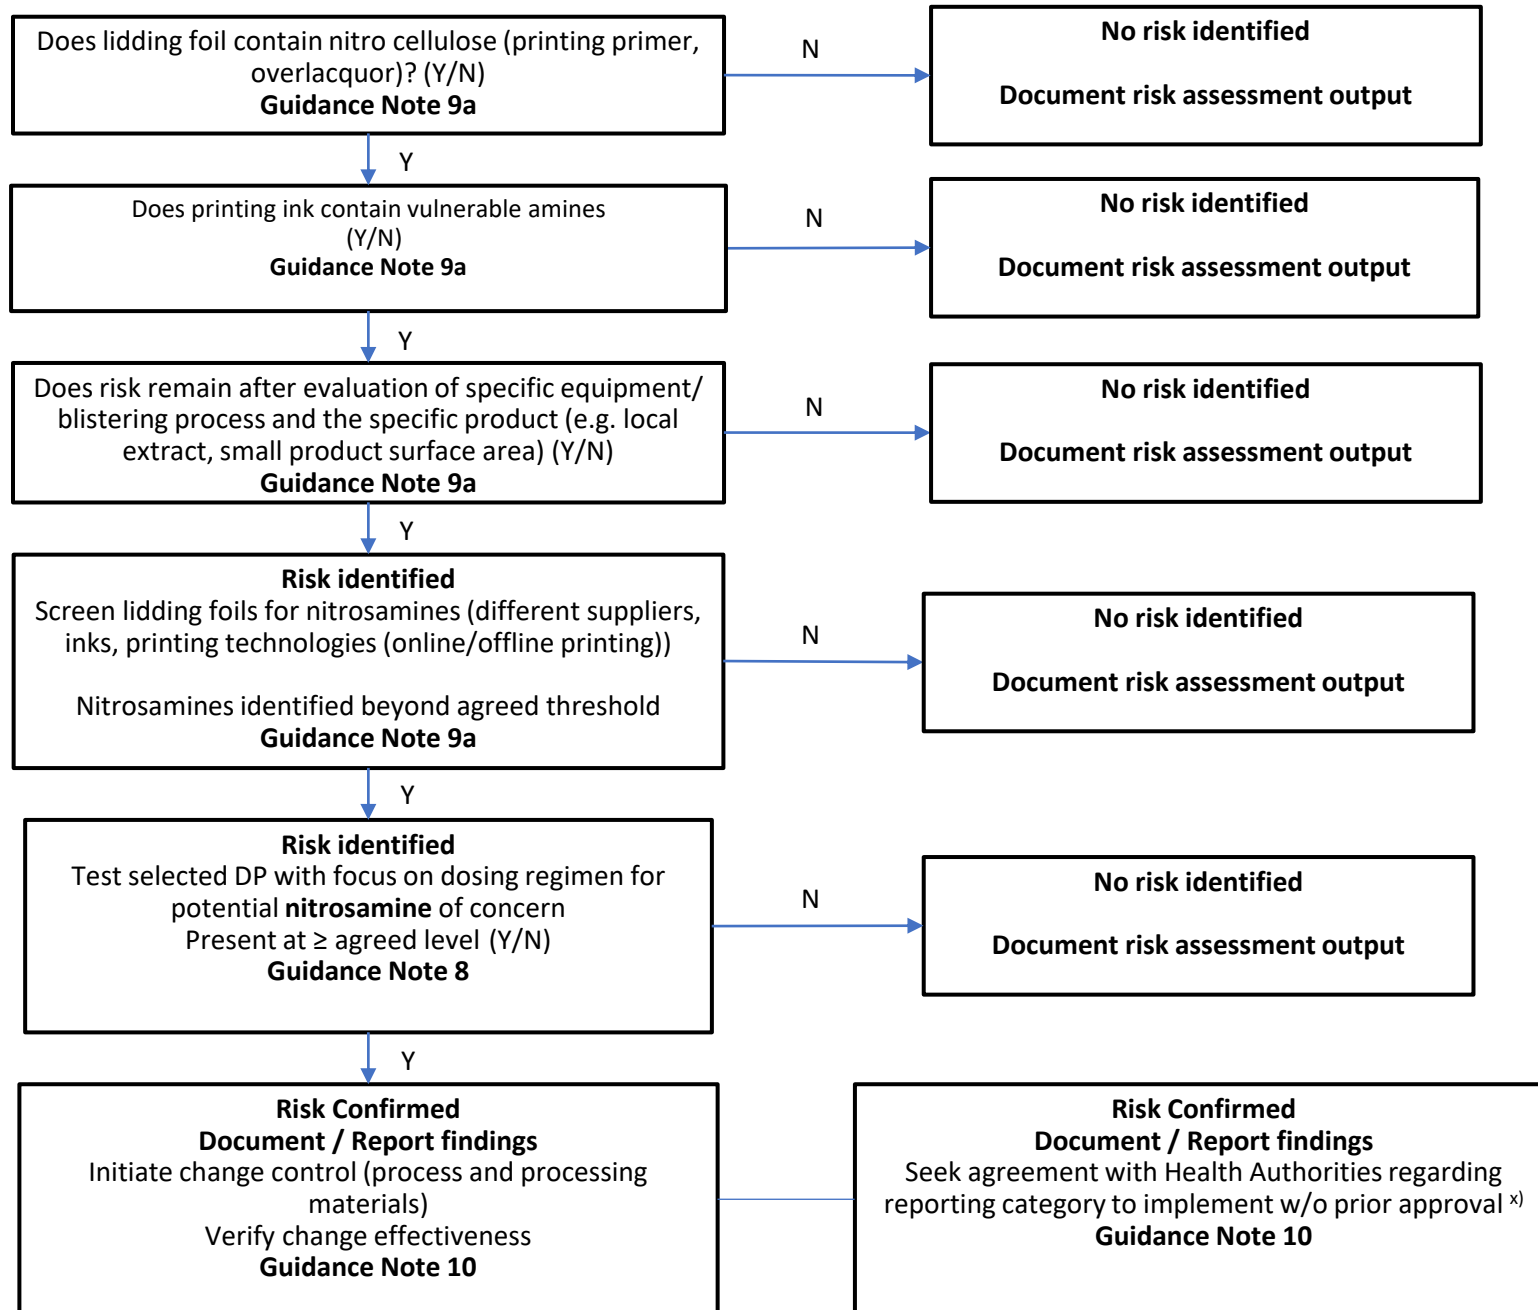 Does lidding foil contain nitro cellulose (printing primer,
overlacquor)? (Y/N)
Guidance Note 9a
N
No risk identified
Document risk assessment output
Y
Does printing ink contain vulnerable amines
(Y/N)
Guidance Note 9a
N
No risk identified
Document risk assessment output
Y
Does risk remain after evaluation of specific equipment/
blistering process and the specific product (e.g. local
extract, small product surface area) (Y/N)
Guidance Note 9a
N
No risk identified
Document risk assessment output
Y
Risk identified
Screen lidding foils for nitrosamines (different suppliers,
inks, printing technologies (online/offline printing))
Nitrosamines identified beyond agreed threshold
Guidance Note 9a
N
No risk identified
Document risk assessment output
Y
Risk identified
Test selected DP with focus on dosing regimen for
potential nitrosamine of concern
Present at ≥ agreed level (Y/N)
Guidance Note 8
N
No risk identified
Document risk assessment output
Y
Risk Confirmed
Document / Report findings
Initiate change control (process and processing
materials)
Verify change effectiveness
Guidance Note 10
Risk Confirmed
Document / Report findings
Seek agreement with Health Authorities regarding
reporting category to implement w/o prior approval x)
Guidance Note 10